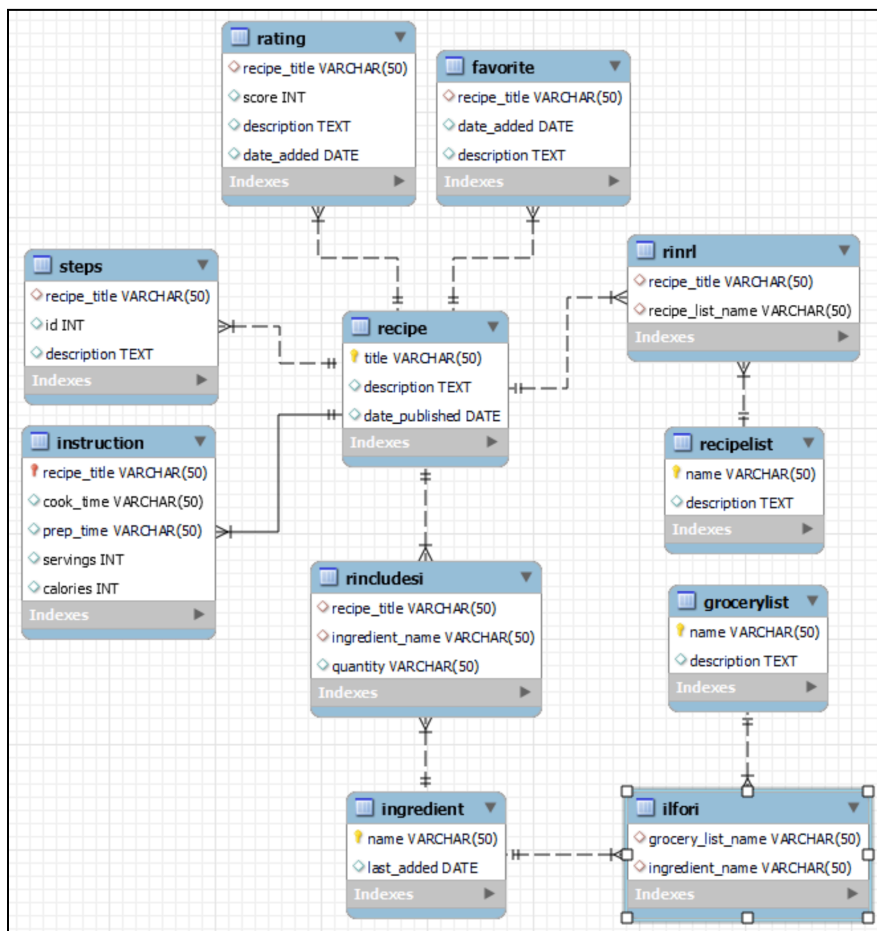 rating
recipe_title VARCHAR(50)
score INT
description TEXT
date_added DATE
Indexes
favorite
recipe_title VARCHAR(50)
date_added DATE
description TEXT
Indexes
steps
recipe_title VARCHAR(50)
id INT
description TEXT
Indexes
rinrl
recipe_title VARCHAR(50)
recipe_list_name VARCHAR(50)
Indexes
recipe
title VARCHAR(50)
description TEXT
date_published DATE
Indexes
instruction
recipe_title VARCHAR(50)
cook_time VARCHAR(50)
prep_time VARCHAR(50)
servings INT
calories INT
Indexes
recipelist
name VARCHAR(50)
description TEXT
Indexes
rincludesi
recipe_title VARCHAR(50)
ingredient_name VARCHAR(50)
quantity VARCHAR(50)
Indexes
grocerylist
name VARCHAR(50)
description TEXT
Indexes
ingredient
name VARCHAR(50)
last_added DATE
Indexes
ilfori
grocery_list_name VARCHAR(50)
ingredient_name VARCHAR(50)
Indexes